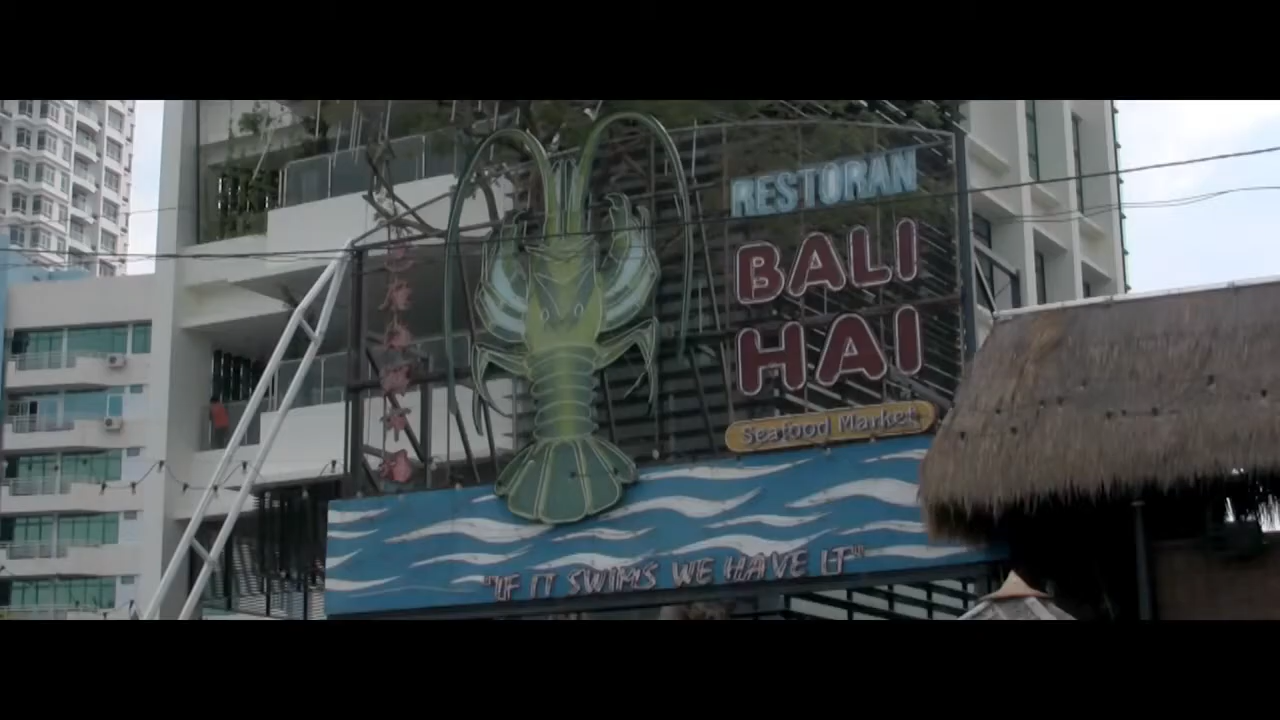 RESTORAN
BALI
HAI
Seafood Market
"IF IT SWIMS WE HAVE IT"